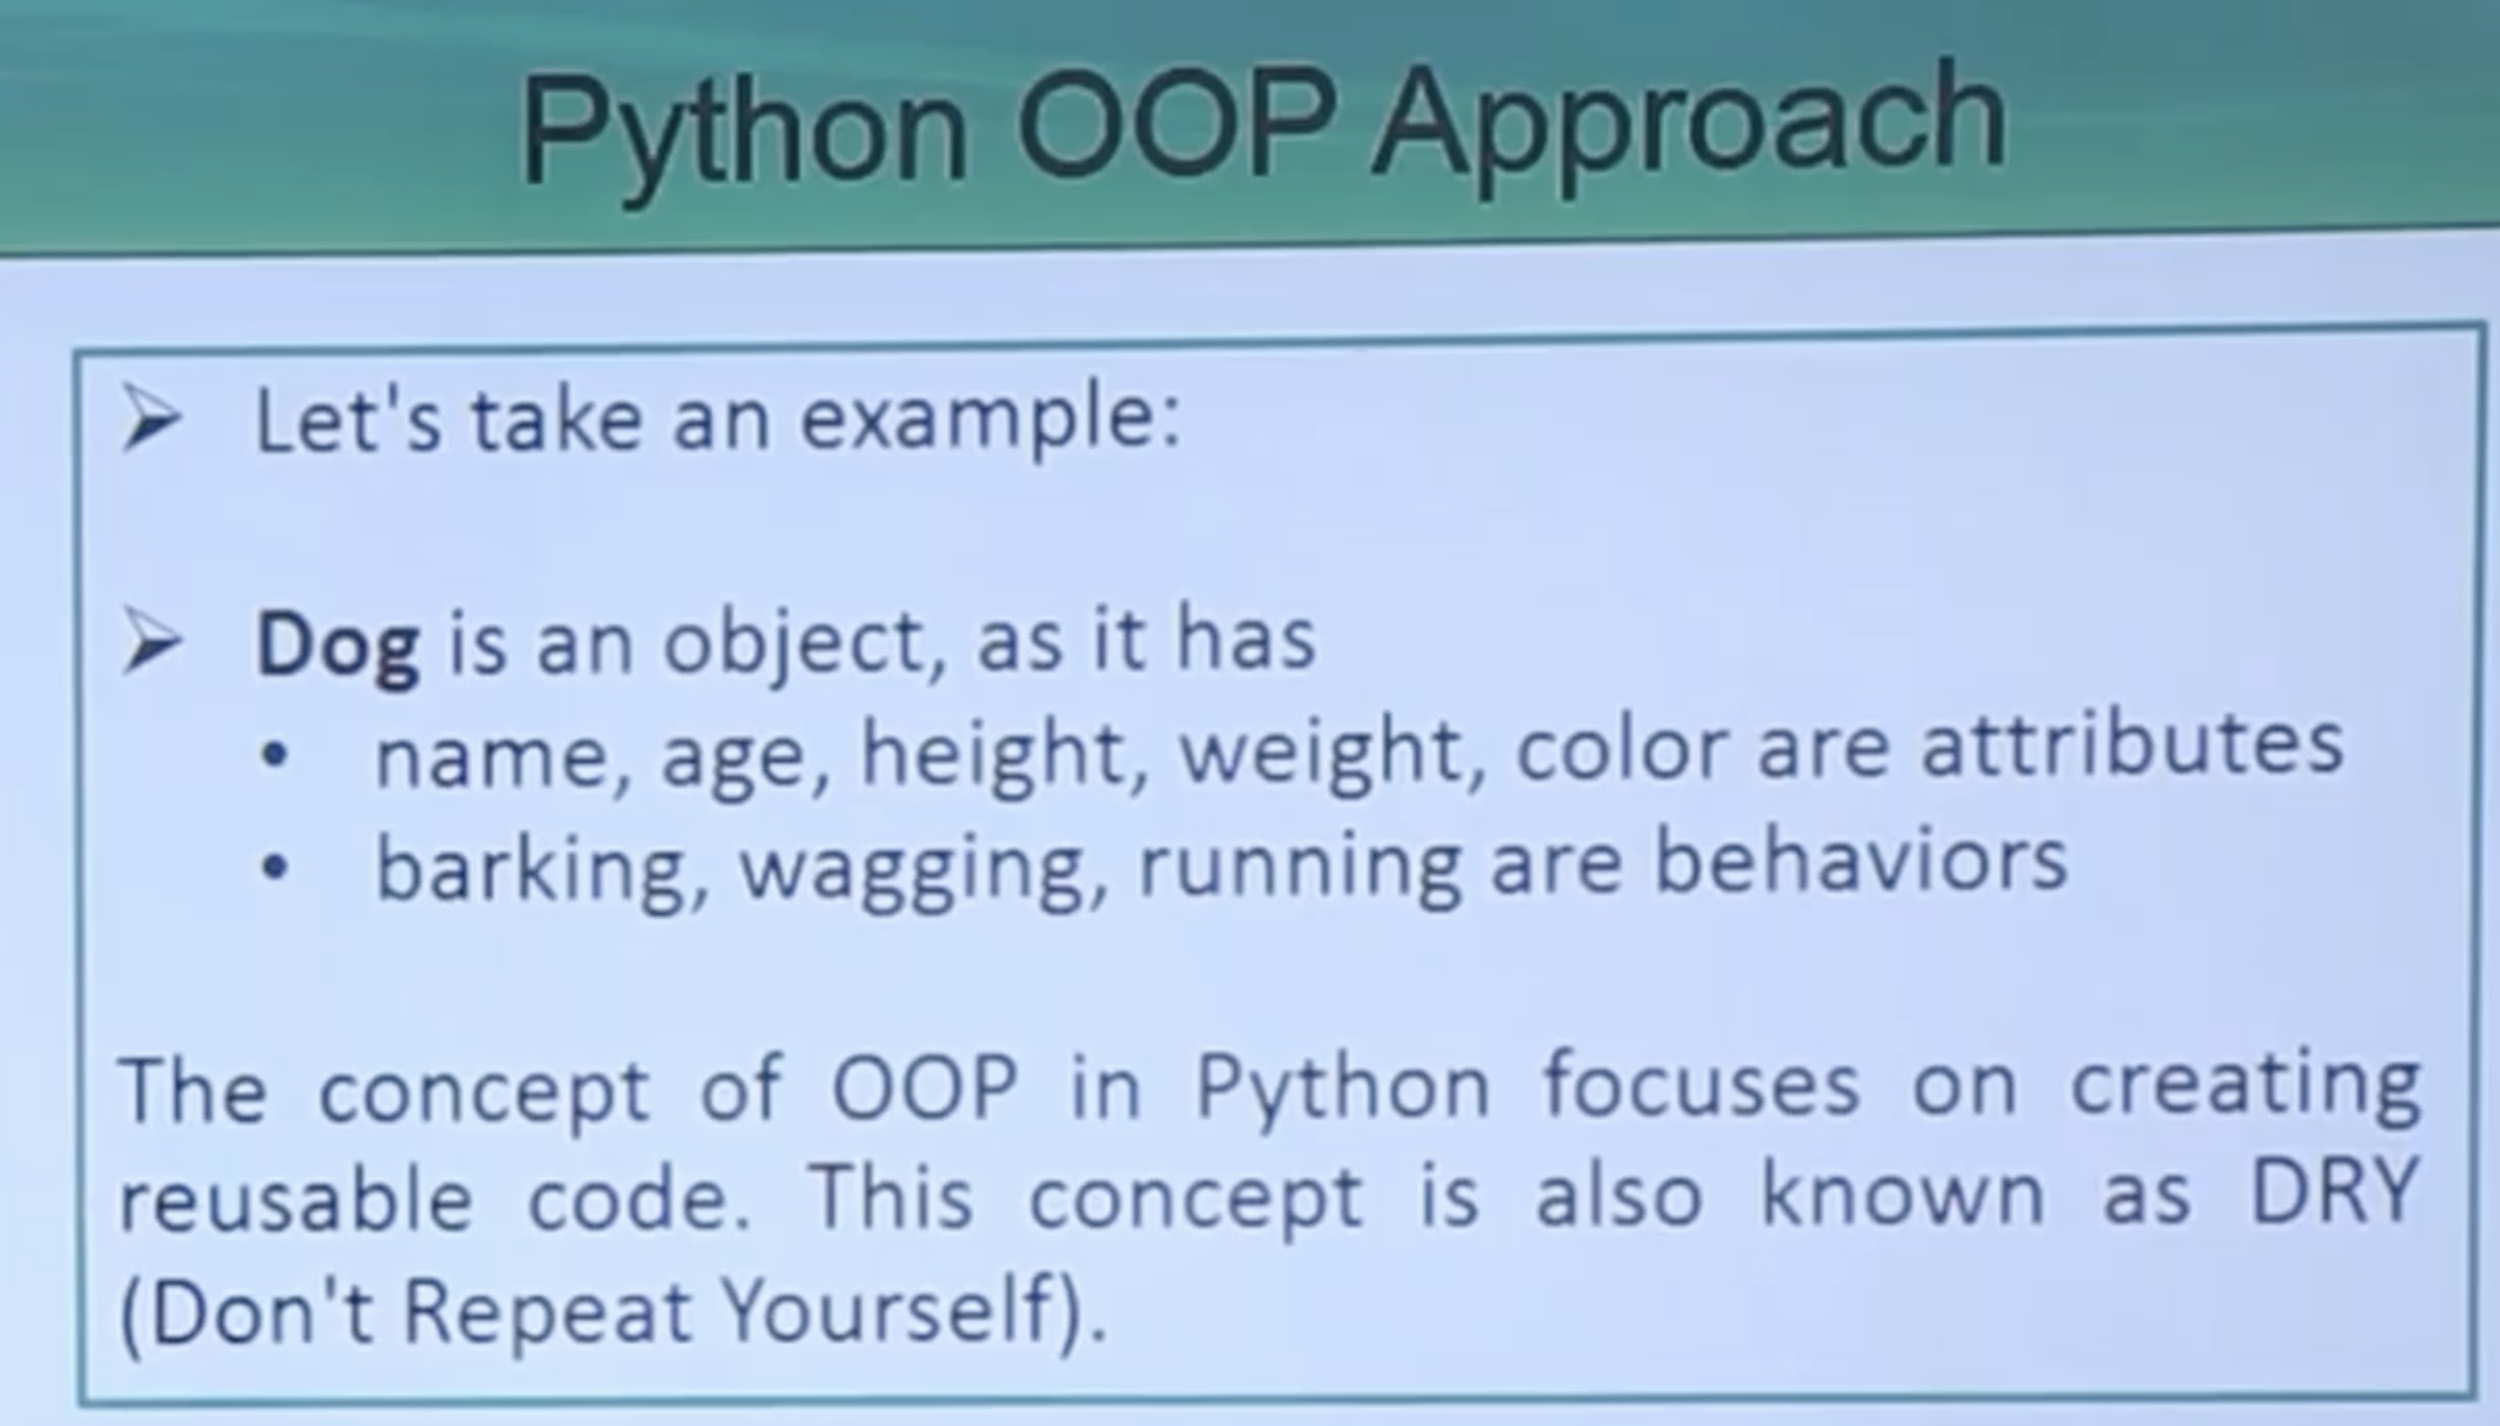 Python OOP Approach
➢ Let's take an example:
➢ Dog is an object, as it has
• name, age, height, weight, color are attributes
• barking, wagging, running are behaviors
The concept of OOP in Python focuses on creating
reusable code. This concept is also known as DRY
(Don't Repeat Yourself).